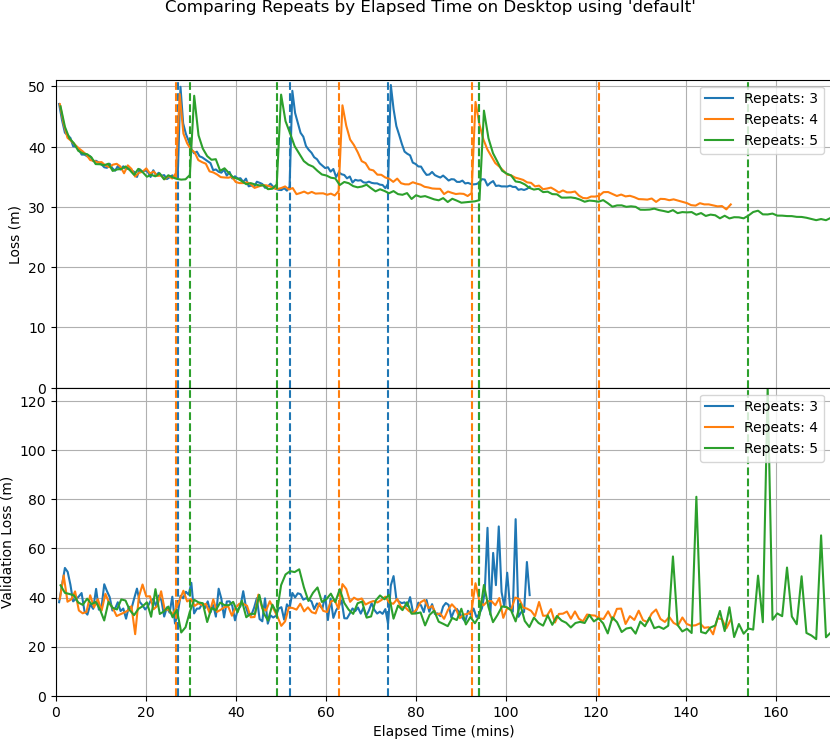 Comparing Repeats by Elapsed Time on Desktop using 'default'
50
40
30
20
10
0
Loss (m)
Repeats: 3
Repeats: 4
Repeats: 5
120
100
80
60
40
20
0
Validation Loss (m)
Repeats: 3
Repeats: 4
Repeats: 5
0 20 40 60 80 100 120 140 160
Elapsed Time (mins)